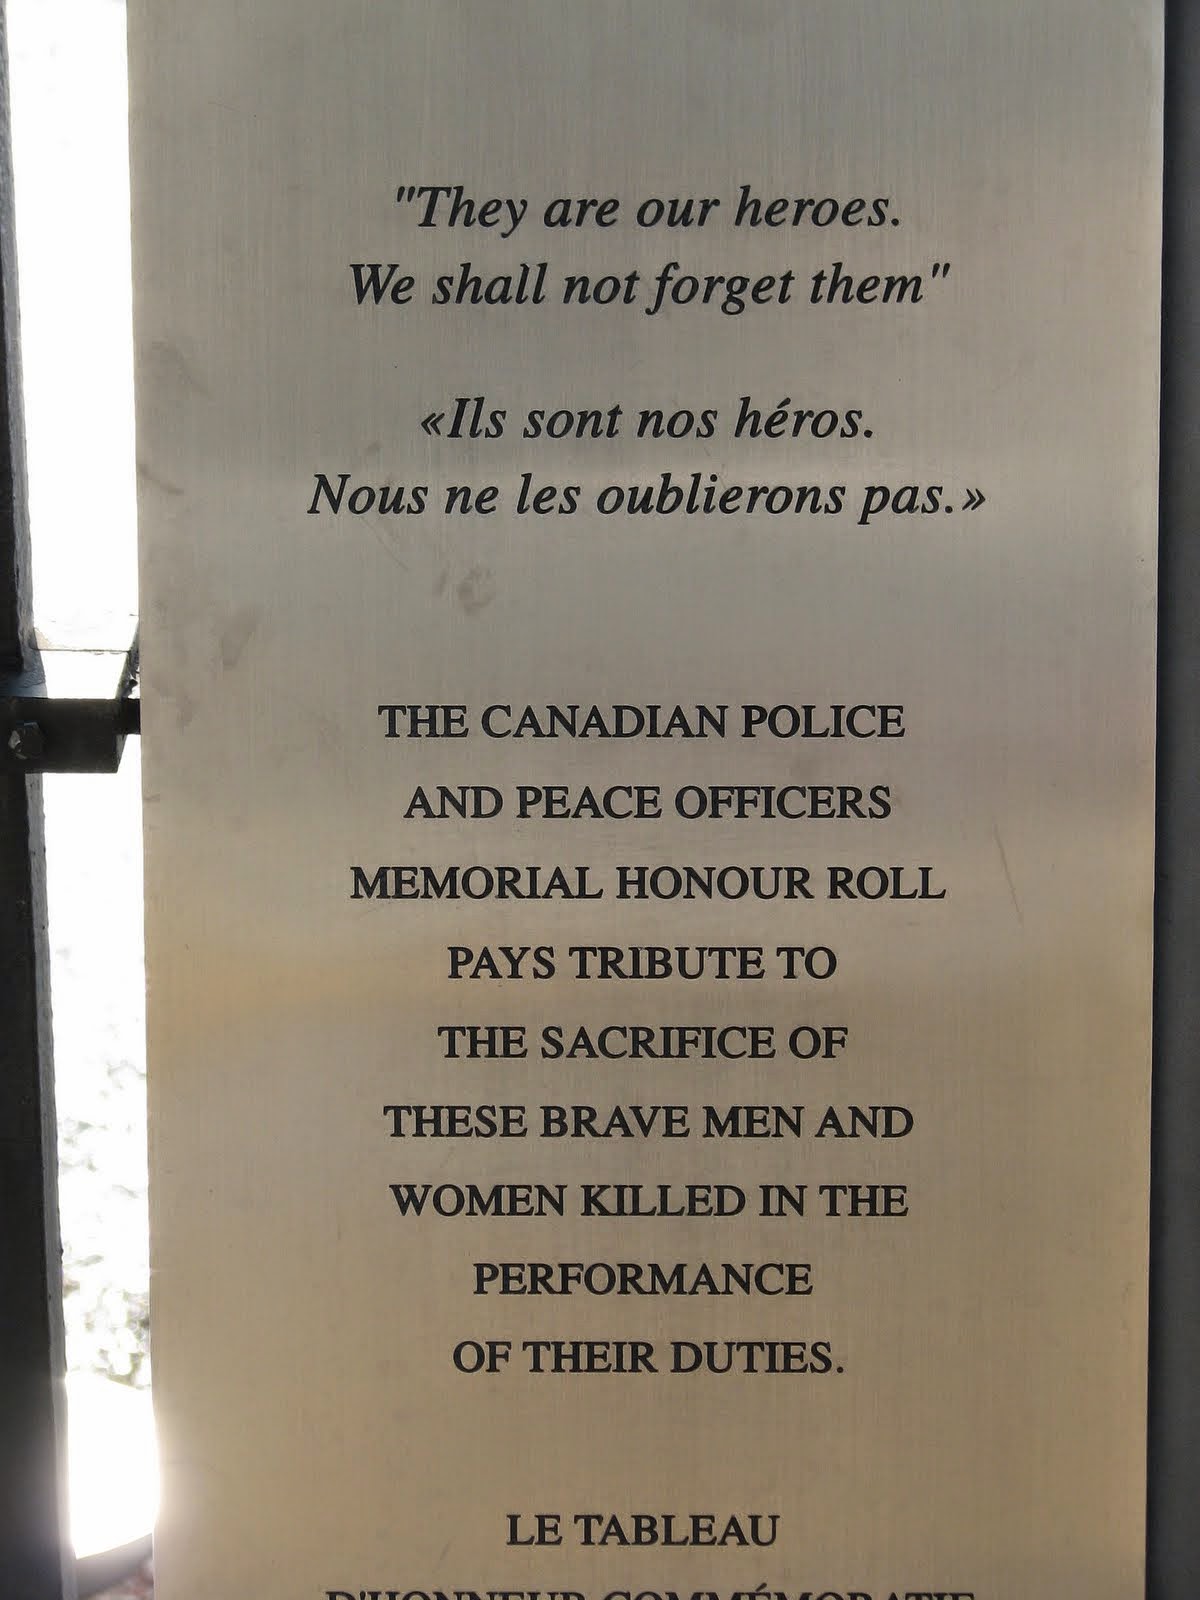 "They are our heroes.
We shall not forget them"
«Ils sont nos héros.
Nous ne les oublierons pas.»
THE CANADIAN POLICE
AND PEACE OFFICERS
MEMORIAL HONOUR ROLL
PAYS TRIBUTE TO
THE SACRIFICE OF
THESE BRAVE MEN AND
WOMEN KILLED IN THE
PERFORMANCE
OF THEIR DUTIES.
LE TABLEAU
D'HONNEUR COMMÉMORATIF